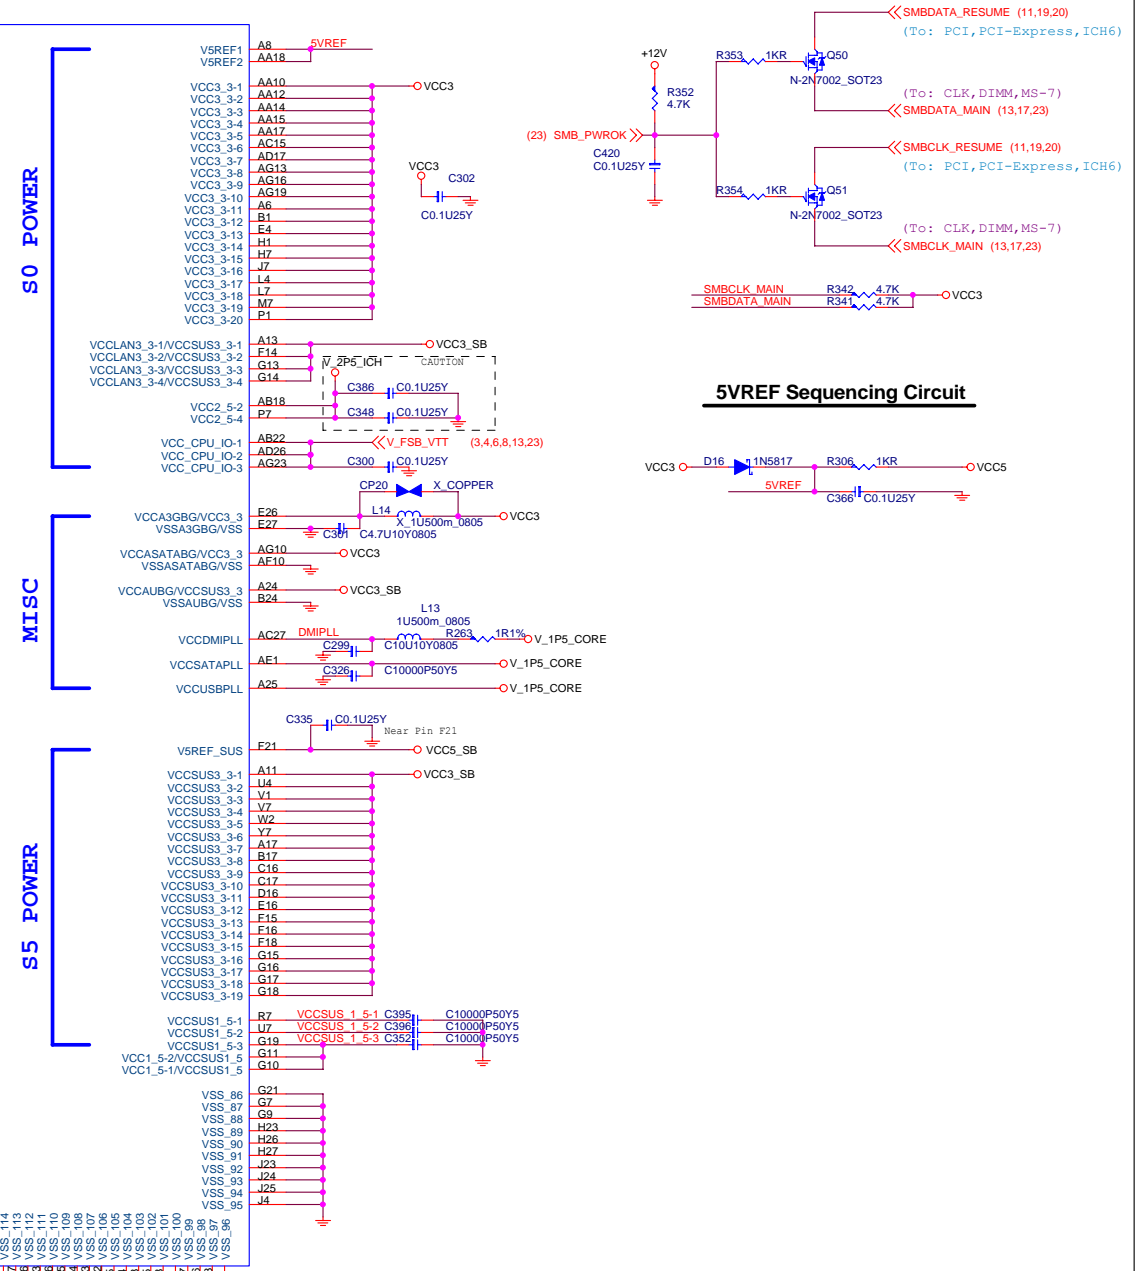 S0 POWER
V5REF1 A8 5VREF
V5REF2 AA18
VCC3_3-1 AA10 VCC3
VCC3_3-2 AA12
VCC3_3-3 AA14
VCC3_3-4 AA15
VCC3_3-5 AA17
VCC3_3-6 AC15
VCC3_3-7 AD17
VCC3_3-8 AG13
VCC3_3-9 AG16
VCC3_3-10 AG19
VCC3_3-11 A6
VCC3_3-12 B1
VCC3_3-13 E4
VCC3_3-14 H1
VCC3_3-15 H7
VCC3_3-16 J7
VCC3_3-17 L4
VCC3_3-18 L7
VCC3_3-19 M7
VCC3_3-20 P1
VCC3
C302
C0.1U25Y
VCCLAN3_3-1/VCCSUS3_3-1 A13 VCC3_SB
VCCLAN3_3-2/VCCSUS3_3-2 F14
VCCLAN3_3-3/VCCSUS3_3-3 G13
VCCLAN3_3-4/VCCSUS3_3-4 G14
V_2P5_ICH CAUTION
C386 C0.1U25Y
VCC2_5-2 AB18
VCC2_5-4 P7 C348 C0.1U25Y
VCC_CPU_IO-1 AB22 V_FSB_VTT (3,4,6,8,13,23)
VCC_CPU_IO-2 AD26
VCC_CPU_IO-3 AG23 C300 C0.1U25Y
MISC
CP20 X_COPPER
L14
VCCA3GBG/VCC3_3 E26 X_1U500m_0805 VCC3
VSSA3GBG/VSS E27 C301 C4.7U10Y0805
VCCASATABG/VCC3_3 AG10 VCC3
VSSASATABG/VSS AF10
VCCAUBG/VCCSUS3_3 A24 VCC3_SB
VSSAUBG/VSS B24
L13
1U500m_0805
VCCDMIPLL AC27 DMIPLL R263 1R1% V_1P5_CORE
C299 C10U10Y0805
VCCSATAPLL AE1 V_1P5_CORE
C326 C10000P50Y5
VCCUSBPLL A25 V_1P5_CORE
S5 POWER
C335 C0.1U25Y
Near Pin F21
V5REF_SUS F21 VCC5_SB
VCCSUS3_3-1 A11 VCC3_SB
VCCSUS3_3-2 U4
VCCSUS3_3-3 V1
VCCSUS3_3-4 V7
VCCSUS3_3-5 W2
VCCSUS3_3-6 Y7
VCCSUS3_3-7 A17
VCCSUS3_3-8 B17
VCCSUS3_3-9 C16
VCCSUS3_3-10 C17
VCCSUS3_3-11 D16
VCCSUS3_3-12 E16
VCCSUS3_3-13 F15
VCCSUS3_3-14 F16
VCCSUS3_3-15 F18
VCCSUS3_3-16 G15
VCCSUS3_3-17 G16
VCCSUS3_3-18 G17
VCCSUS3_3-19 G18
VCCSUS1_5-1 R7 VCCSUS_1_5-1 C395 C10000P50Y5
VCCSUS1_5-2 U7 VCCSUS_1_5-2 C396 C10000P50Y5
VCCSUS1_5-3 G19 VCCSUS_1_5-3 C352 C10000P50Y5
VCC1_5-2/VCCSUS1_5 G11
VCC1_5-1/VCCSUS1_5 G10
VSS_86 G21
VSS_87 G7
VSS_88 G9
VSS_89 H23
VSS_90 H26
VSS_91 H27
VSS_92 J23
VSS_93 J24
VSS_94 J25
VSS_95 J4
VSS_114
VSS_113
VSS_112
VSS_111
VSS_110
VSS_109
VSS_108
VSS_107
VSS_106
VSS_105
VSS_104
VSS_103
VSS_102
VSS_101
VSS_100
VSS_99
VSS_98
VSS_97
VSS_96
SMBDATA_RESUME (11,19,20)
(To: PCI,PCI-Express,ICH6)
+12V
R353 1KR Q50
N-2N7002_SOT23
R352
4.7K
(To: CLK,DIMM,MS-7)
SMBDATA_MAIN (13,17,23)
(23) SMB_PWROK
C420
C0.1U25Y
SMBCLK_RESUME (11,19,20)
(To: PCI,PCI-Express,ICH6)
R354 1KR Q51
N-2N7002_SOT23
(To: CLK,DIMM,MS-7)
SMBCLK_MAIN (13,17,23)
SMBCLK_MAIN R342 4.7K VCC3
SMBDATA_MAIN R341 4.7K
5VREF Sequencing Circuit
VCC3 D16 1N5817 R306 1KR VCC5
5VREF
C366 C0.1U25Y